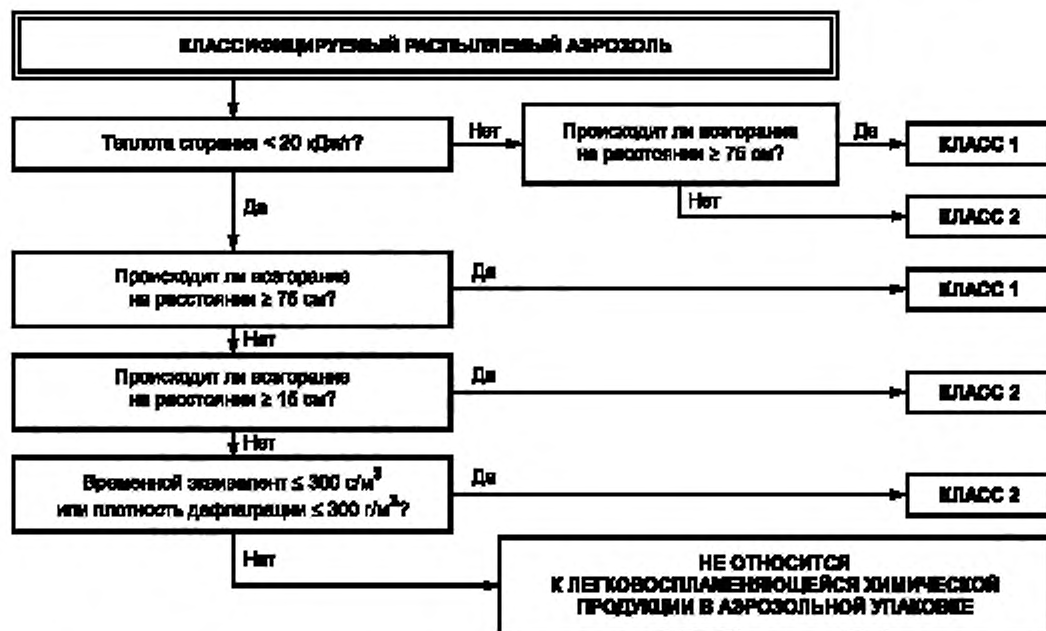 КЛАССИФИЦИРУЕМЫЙ РАСПЫЛЯЕМЫЙ АЭРОЗОЛЬ
Теплота сгорания < 20 кДж/г?
Нет
Происходит ли возгорание
на расстоянии ≥ 75 см?
Да
КЛАСС 1
Нет
КЛАСС 2
Да
Происходит ли возгорание
на расстоянии ≥ 75 см?
Да
КЛАСС 1
Нет
Происходит ли возгорание
на расстоянии ≥ 15 см?
Да
КЛАСС 2
Нет
Временной эквивалент ≤ 300 с/м³
или плотность дефлаграции ≤ 300 г/м³?
Да
КЛАСС 2
Нет
НЕ ОТНОСИТСЯ
К ЛЕГКОВОСПЛАМЕНЯЮЩЕЙСЯ ХИМИЧЕСКОЙ
ПРОДУКЦИИ В АЭРОЗОЛЬНОЙ УПАКОВКЕ